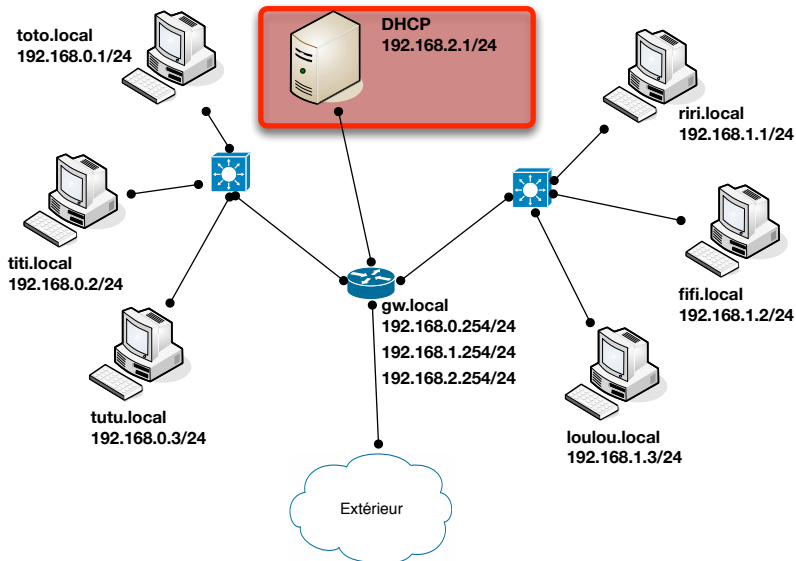 toto.local
192.168.0.1/24
DHCP
192.168.2.1/24
riri.local
192.168.1.1/24
titi.local
192.168.0.2/24
fifi.local
192.168.1.2/24
gw.local
192.168.0.254/24
192.168.1.254/24
192.168.2.254/24
tutu.local
192.168.0.3/24
loulou.local
192.168.1.3/24
Extérieur